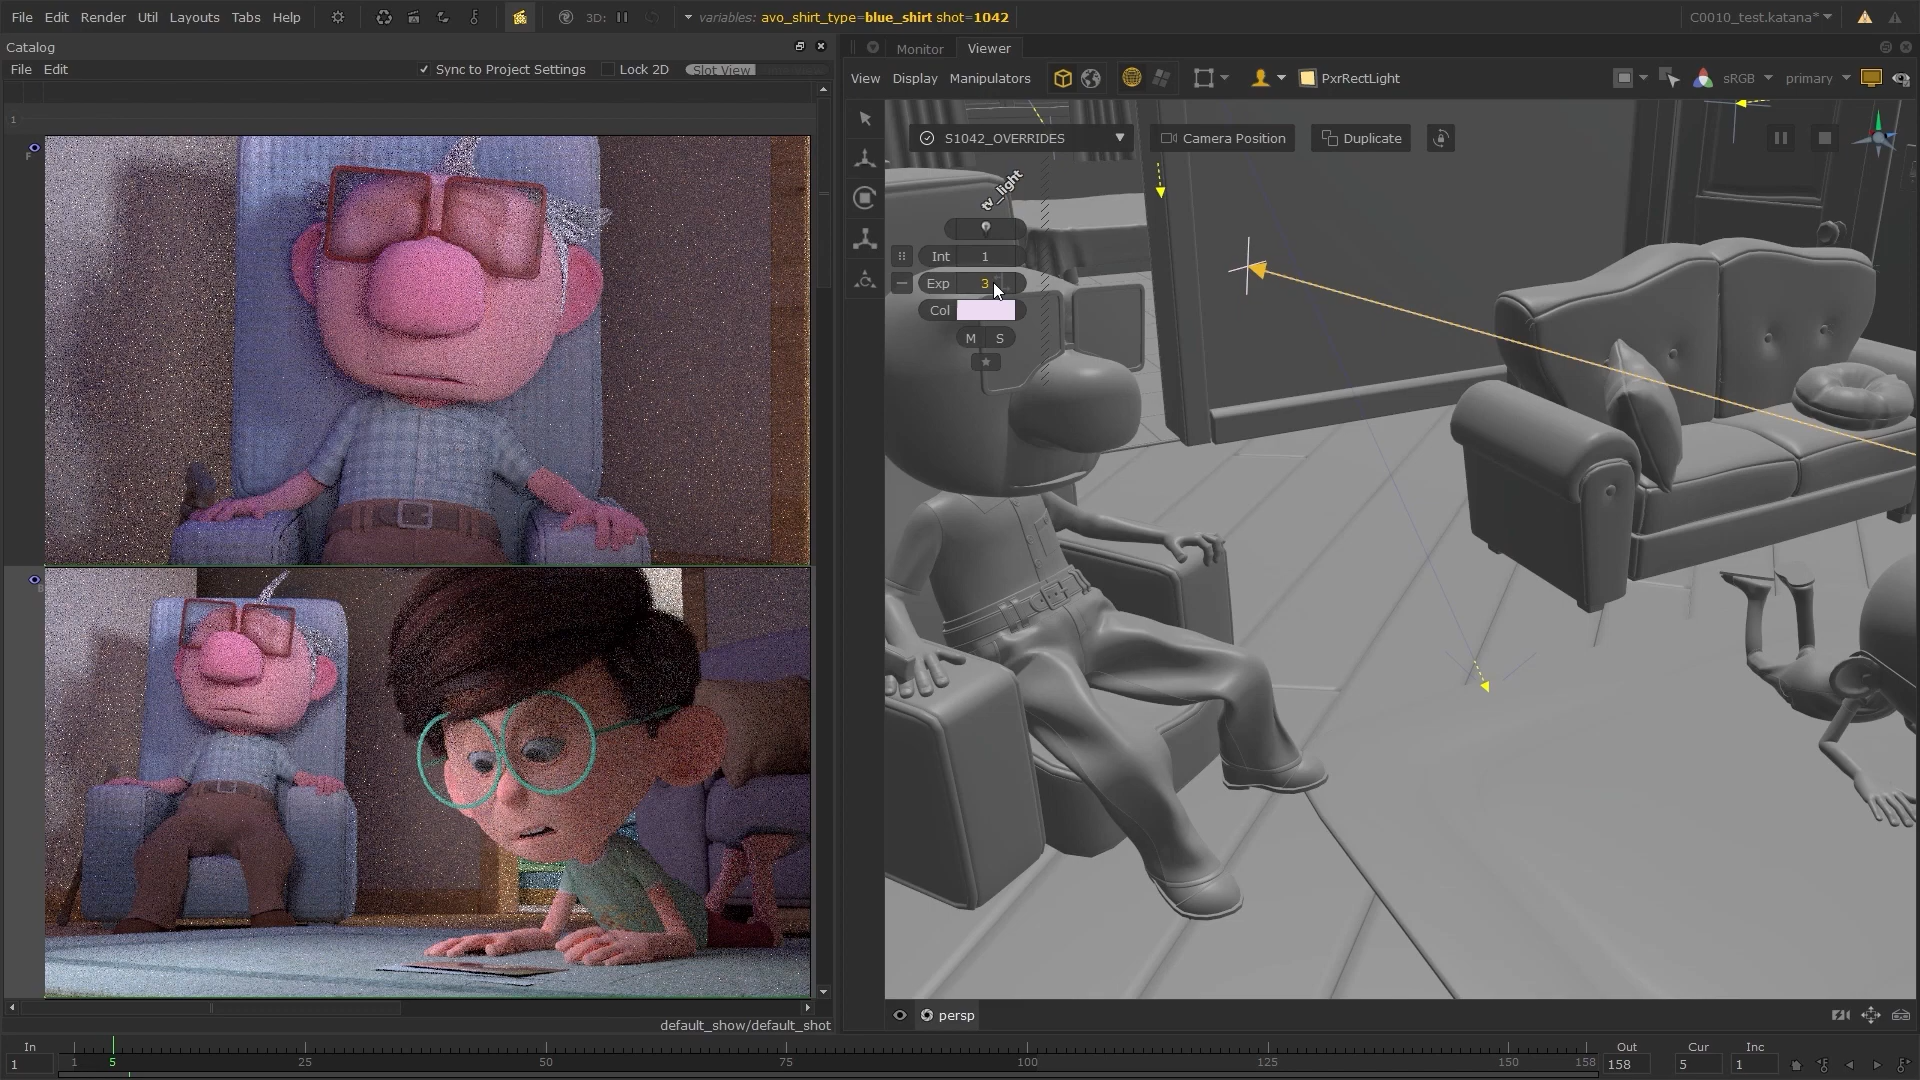 File Edit Render Util Layouts Tabs Help
3D:
variables: avo_shirt_type=blue_shirt shot=1042
C0010_test.katana*
Catalog
File Edit
Sync to Project Settings
Lock 2D
Slot View
1
F
default_show/default_shot
Monitor
Viewer
View Display Manipulators
PxrRectLight
sRGB
primary
S1042_OVERRIDES
Camera Position
Duplicate
tv_light
Int 1
Exp 3
Col
M S
persp
In
1
1 5 25 50 75 100 125 150 158
Out
158
Cur
5
Inc
1